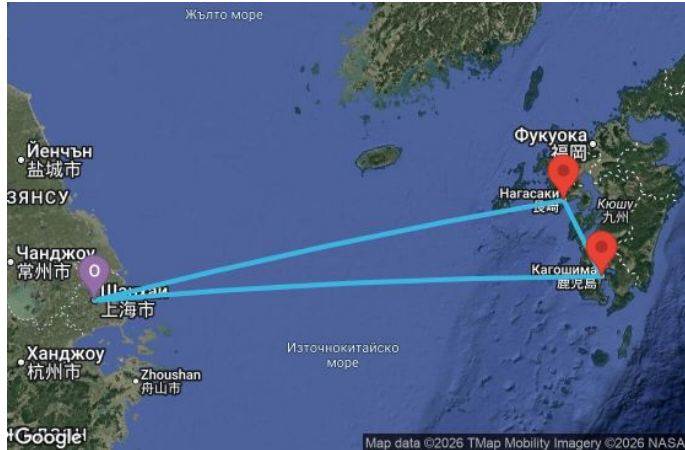 Жълто море
Йенчън
盐城市
ЗЯНСУ
Фукуока
福岡
Нагасаки
長崎
Кюшу
九州
Чанджоу
常州市
O
Шанхай
上海市
Кагошима
鹿児島
Ханджоу
杭州市
Zhoushan
舟山市
Източнокитайско
море
Google
Map data ©2026 TMap Mobility Imagery ©2026 NASA